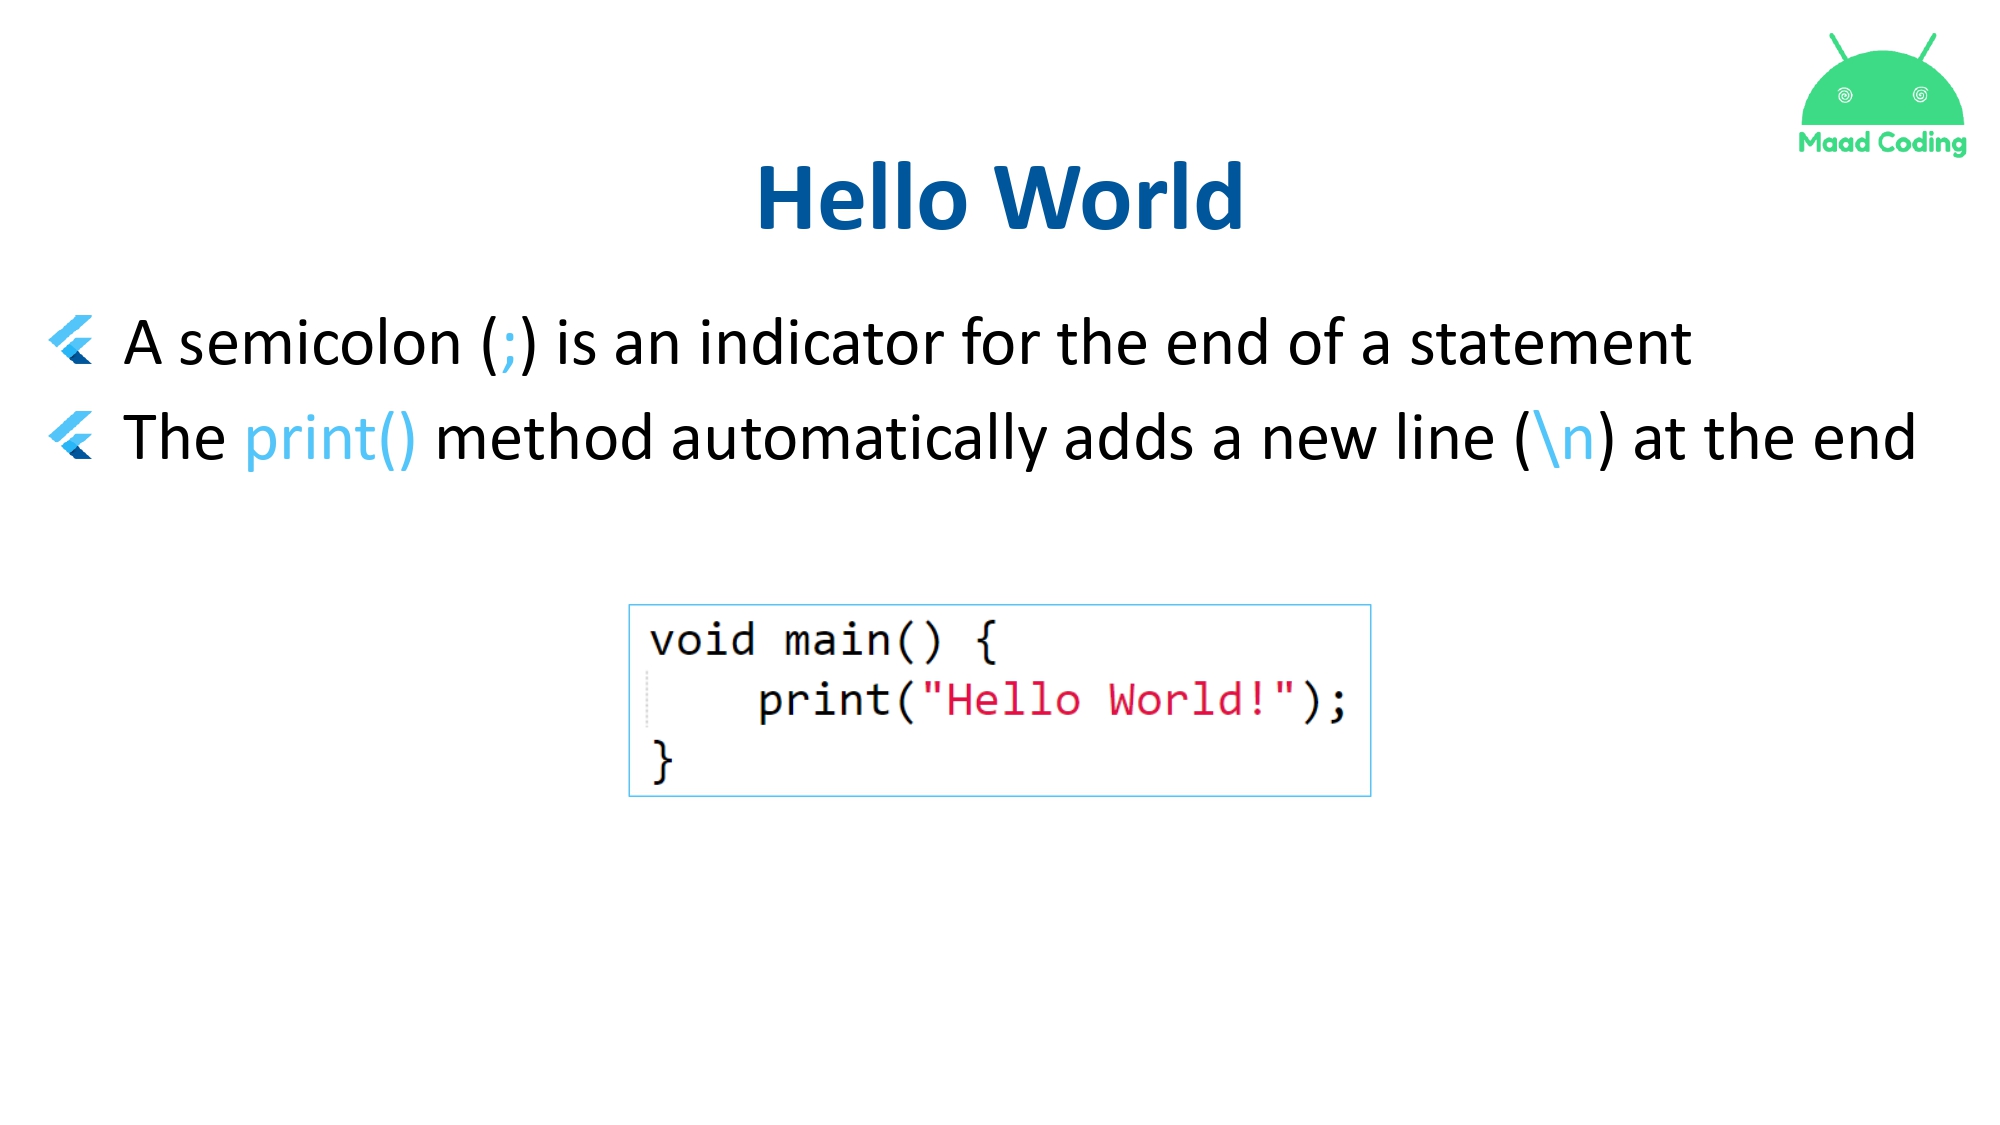 Maad Coding
Hello World
A semicolon (;) is an indicator for the end of a statement
The print() method automatically adds a new line (\n) at the end
void main() {
    print("Hello World!");
}